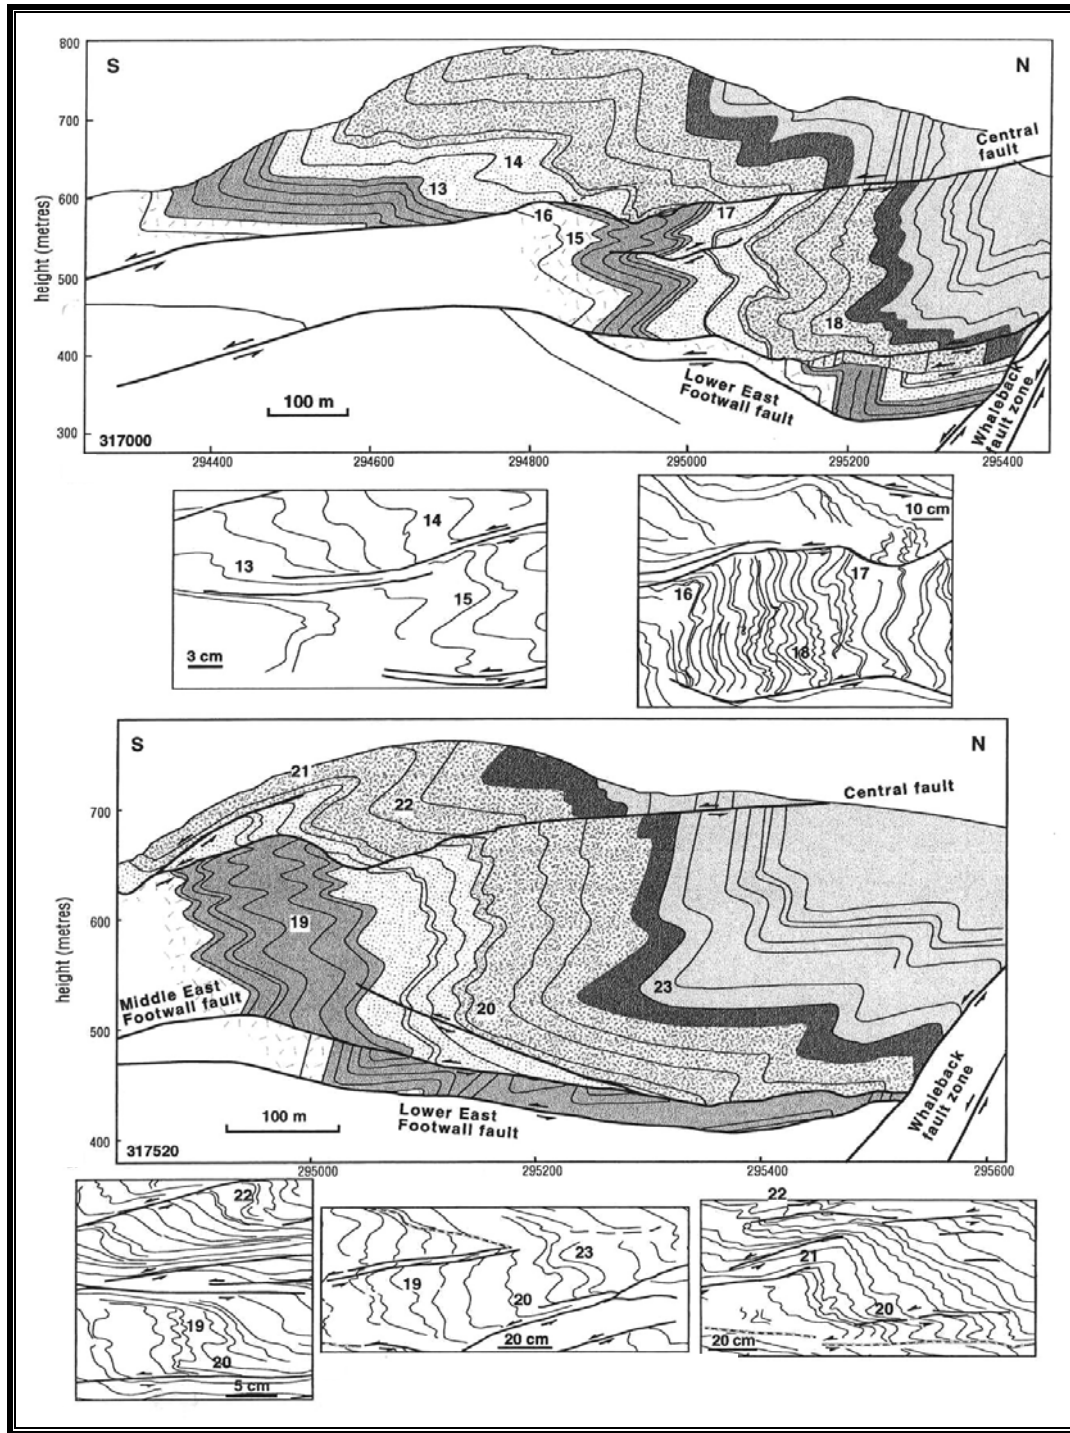 800
S
N
Central
fault
700
14
13
600
16
17
15
height (metres)
500
18
400
Lower East
Footwall fault
Whaleback
fault zone
100 m
300
317000
294400
294600
294800
295000
295200
295400
14
13
15
3 cm
10 cm
17
16
18
S
N
21
Central fault
22
700
19
600
height (metres)
23
Middle East
Footwall fault
20
500
Whaleback
fault zone
100 m
Lower East
Footwall fault
400
317520
295000
295200
295400
295600
22
19
20
5 cm
23
19
20
20 cm
22
21
20
20 cm